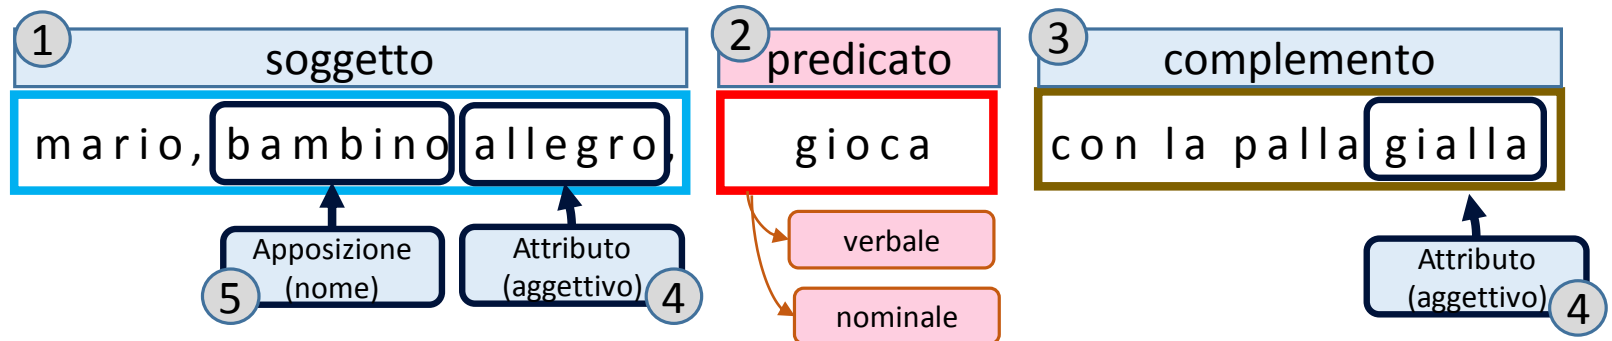 1
soggetto
2
predicato
3
complemento
mario, bambino allegro,
gioca
con la palla gialla
Apposizione
(nome)
5
Attributo
(aggettivo)
4
verbale
nominale
Attributo
(aggettivo)
4